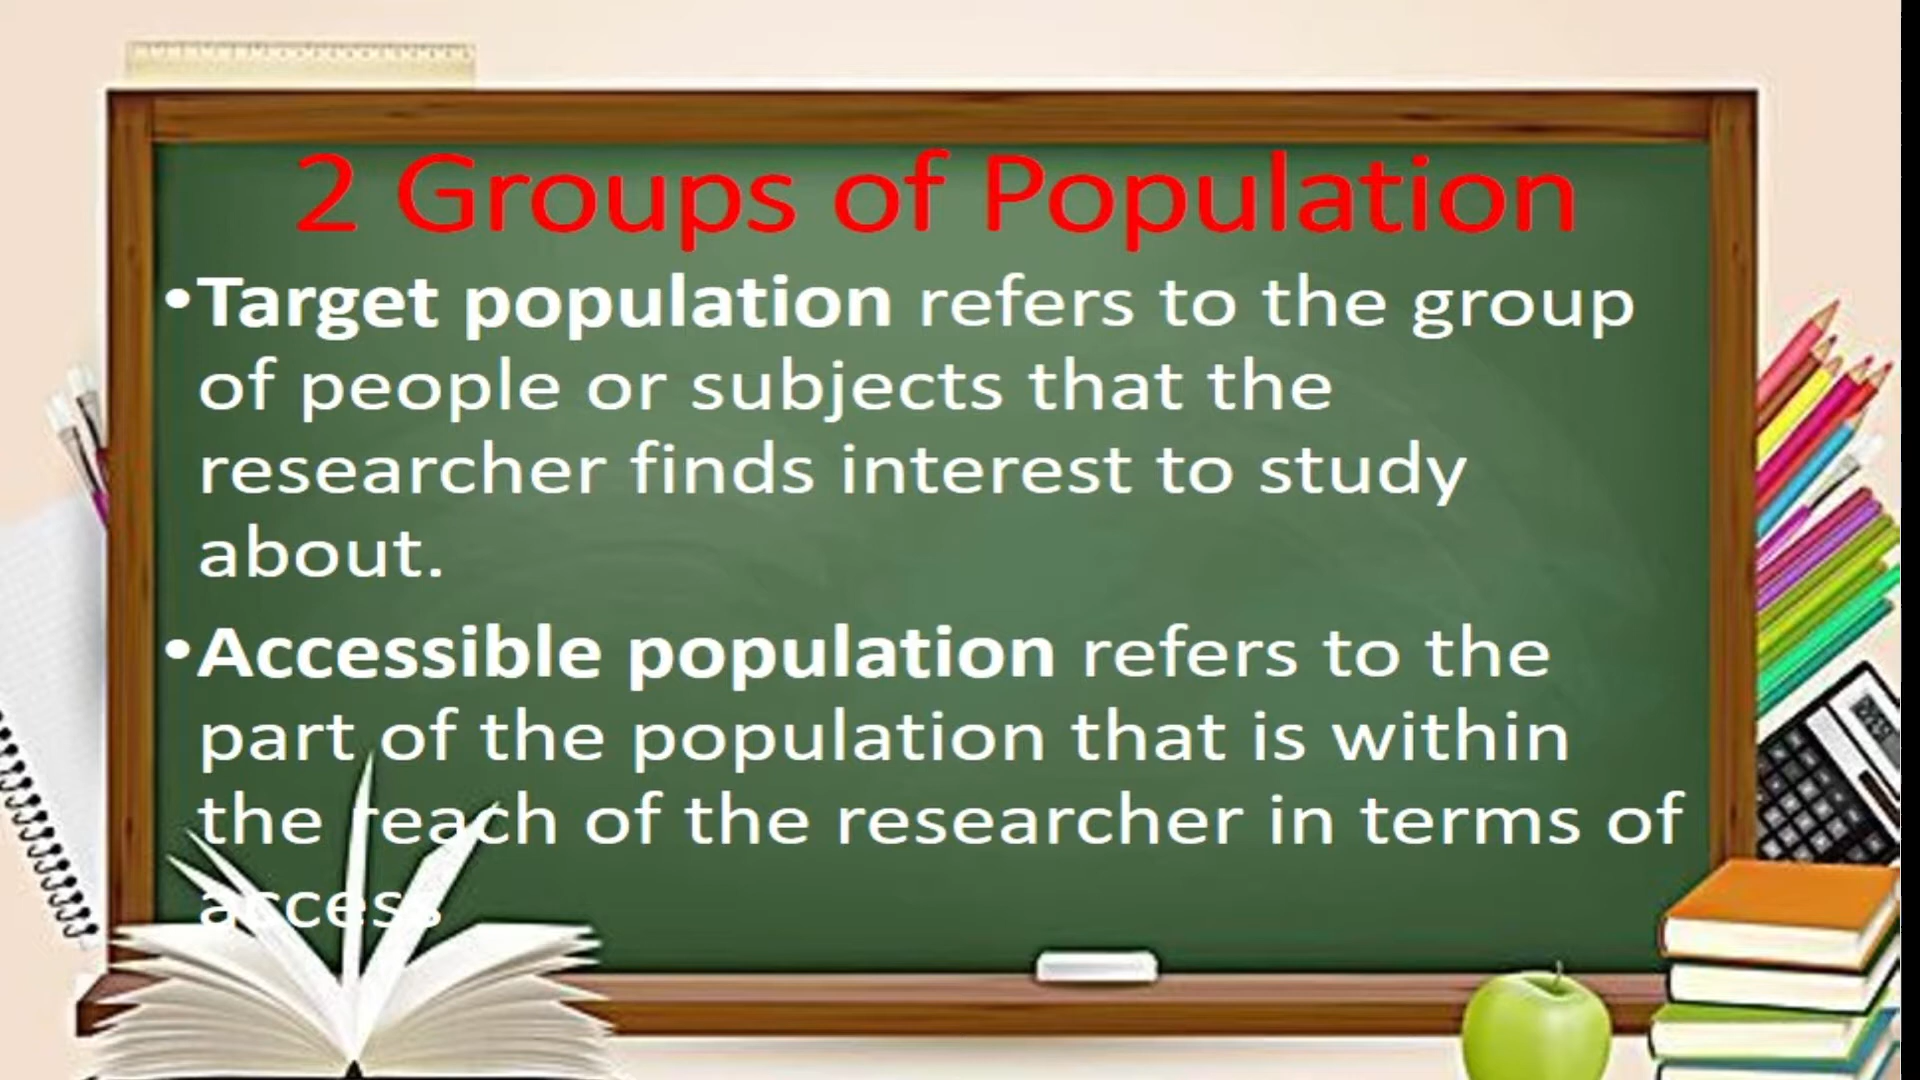 2 Groups of Population
•Target population refers to the group
of people or subjects that the
researcher finds interest to study
about.
•Accessible population refers to the
part of the population that is within
the reach of the researcher in terms of
access